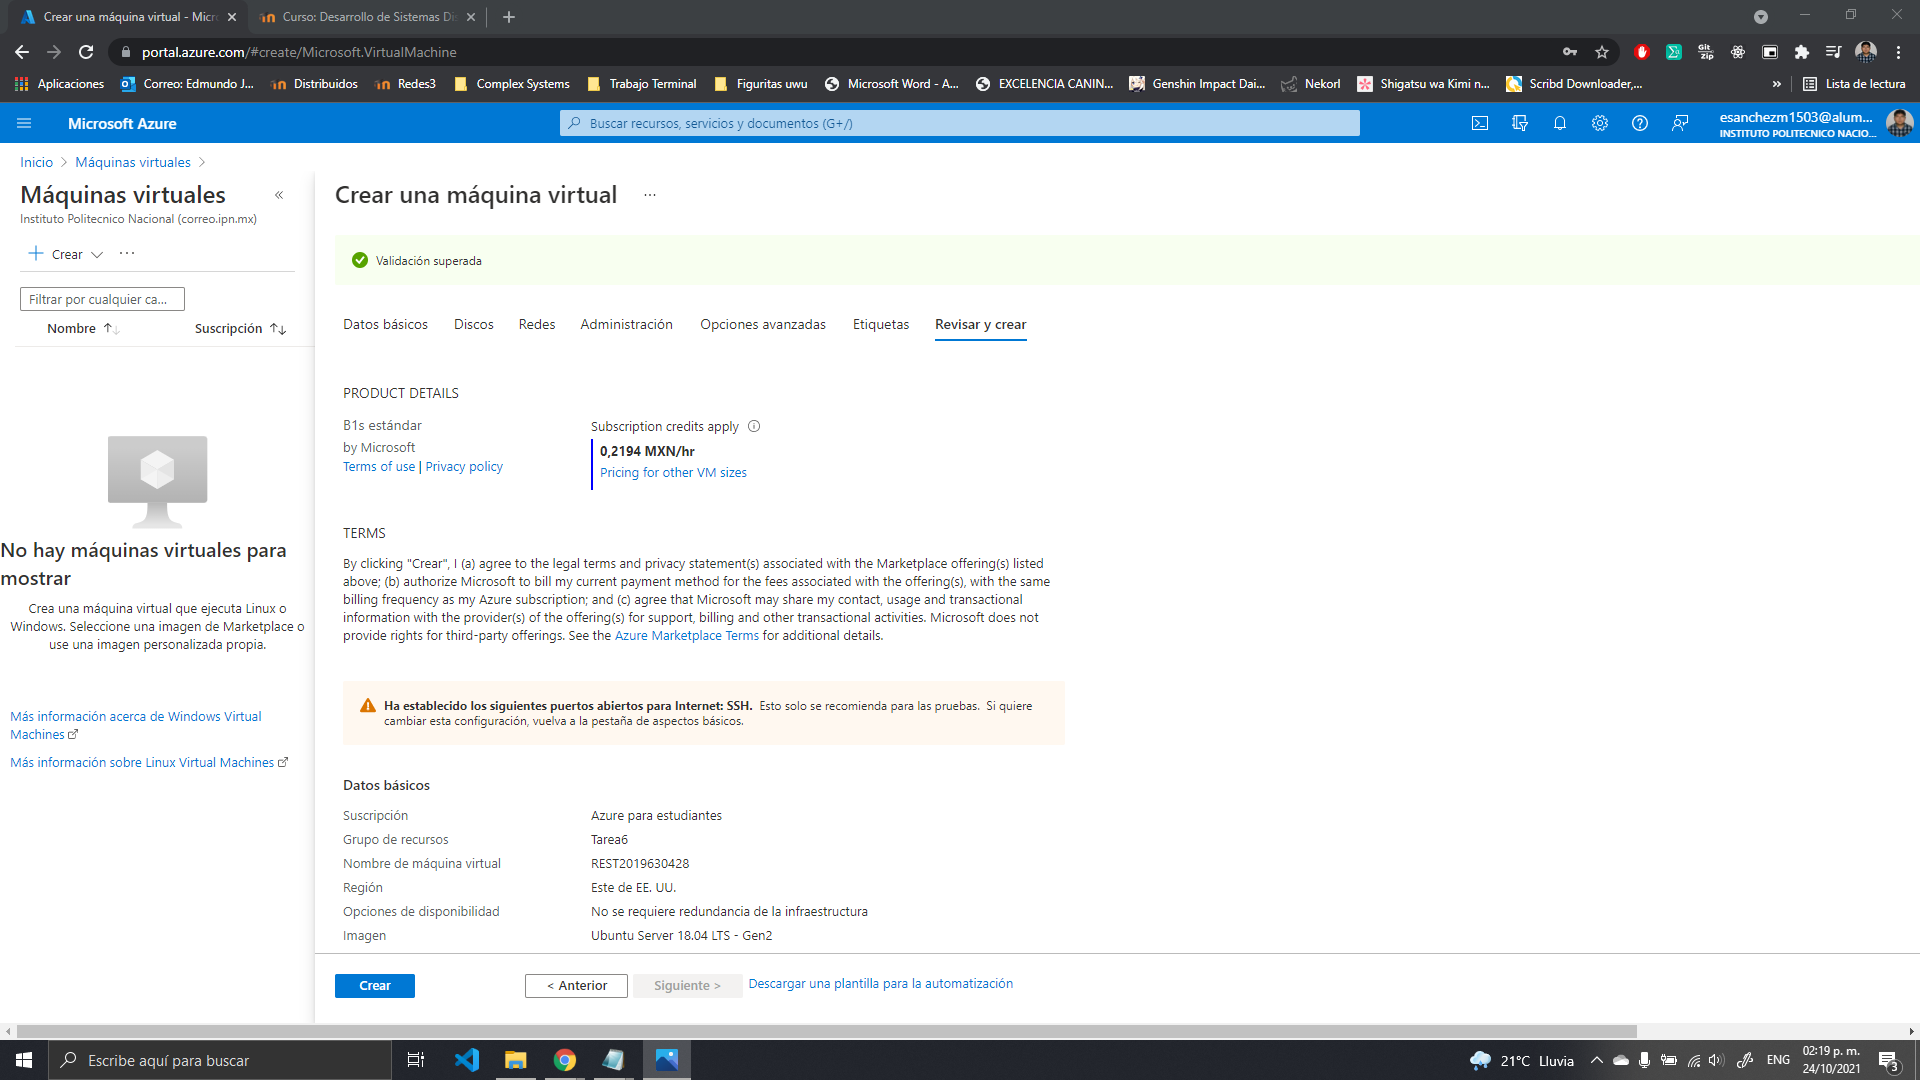 Crear una máquina virtual - Micro
Curso: Desarrollo de Sistemas Dis
portal.azure.com/#create/Microsoft.VirtualMachine
Aplicaciones
Correo: Edmundo J...
Distribuidos
Redes3
Complex Systems
Trabajo Terminal
Figuritas uwu
Microsoft Word - A...
EXCELENCIA CANIN...
Genshin Impact Dai...
Nekorl
Shigatsu wa Kimi n...
Scribd Downloader,...
»
Lista de lectura
Microsoft Azure
Buscar recursos, servicios y documentos (G+/)
esanchezm1503@alum...
INSTITUTO POLITECNICO NACIO...
Inicio > Máquinas virtuales >
Máquinas virtuales
«
Instituto Politecnico Nacional (correo.ipn.mx)
+ Crear ...
Filtrar por cualquier ca...
Nombre ↑↓
Suscripción ↑↓
No hay máquinas virtuales para
mostrar
Crea una máquina virtual que ejecuta Linux o
Windows. Seleccione una imagen de Marketplace o
use una imagen personalizada propia.
Más información acerca de Windows Virtual
Machines
Más información sobre Linux Virtual Machines
Crear una máquina virtual ...
Validación superada
Datos básicos
Discos
Redes
Administración
Opciones avanzadas
Etiquetas
Revisar y crear
PRODUCT DETAILS
B1s estándar
by Microsoft
Terms of use | Privacy policy
Subscription credits apply
0,2194 MXN/hr
Pricing for other VM sizes
TERMS
By clicking "Crear", I (a) agree to the legal terms and privacy statement(s) associated with the Marketplace offering(s) listed
above; (b) authorize Microsoft to bill my current payment method for the fees associated with the offering(s), with the same
billing frequency as my Azure subscription; and (c) agree that Microsoft may share my contact, usage and transactional
information with the provider(s) of the offering(s) for support, billing and other transactional activities. Microsoft does not
provide rights for third-party offerings. See the Azure Marketplace Terms for additional details.
Ha establecido los siguientes puertos abiertos para Internet: SSH. Esto solo se recomienda para las pruebas. Si quiere
cambiar esta configuración, vuelva a la pestaña de aspectos básicos.
Datos básicos
Suscripción Azure para estudiantes
Grupo de recursos Tarea6
Nombre de máquina virtual REST2019630428
Región Este de EE. UU.
Opciones de disponibilidad No se requiere redundancia de la infraestructura
Imagen Ubuntu Server 18.04 LTS - Gen2
Crear
< Anterior
Siguiente >
Descargar una plantilla para la automatización
Escribe aquí para buscar
21°C Lluvia
ENG
02:19 p. m.
24/10/2021
3